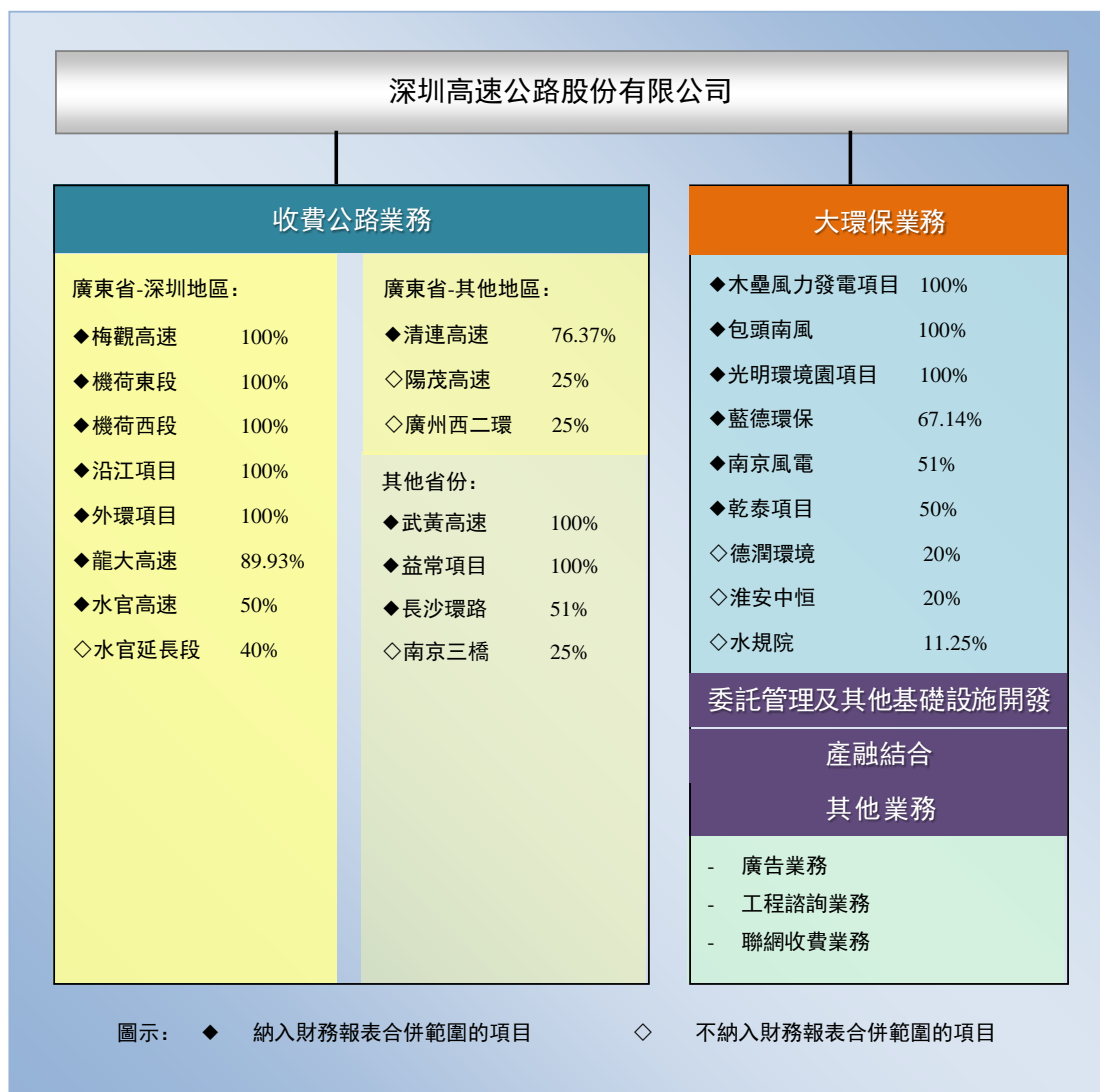 深圳高速公路股份有限公司
收費公路業務
廣東省-深圳地區：
◆梅觀高速 100%
◆機荷東段 100%
◆機荷西段 100%
◆沿江項目 100%
◆外環項目 100%
◆龍大高速 89.93%
◆水官高速 50%
◇水官延長段 40%
廣東省-其他地區：
◆清連高速 76.37%
◇陽茂高速 25%
◇廣州西二環 25%
其他省份：
◆武黃高速 100%
◆益常項目 100%
◆長沙環路 51%
◇南京三橋 25%
大環保業務
◆木壘風力發電項目 100%
◆包頭南風 100%
◆光明環境園項目 100%
◆藍德環保 67.14%
◆南京風電 51%
◆乾泰項目 50%
◇德潤環境 20%
◇淮安中恒 20%
◇水規院 11.25%
委託管理及其他基礎設施開發
產融結合
其他業務
- 廣告業務
- 工程諮詢業務
- 聯網收費業務
圖示： ◆ 納入財務報表合併範圍的項目 ◇ 不納入財務報表合併範圍的項目